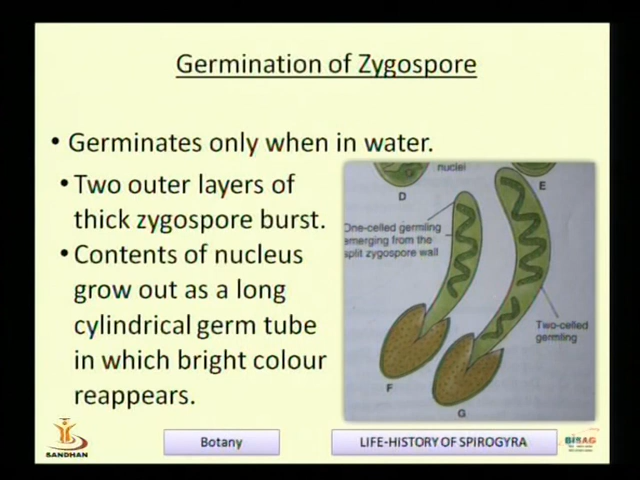 Germination of Zygospore
• Germinates only when in water.
• Two outer layers of
thick zygospore burst.
• Contents of nucleus
grow out as a long
cylindrical germ tube
in which bright colour
reappears.
nuclei
D
E
One-celled germling
emerging from the
split zygospore wall
Two-celled
germling
F
G
SANDHAN
Botany
LIFE-HISTORY OF SPIROGYRA
BISAG